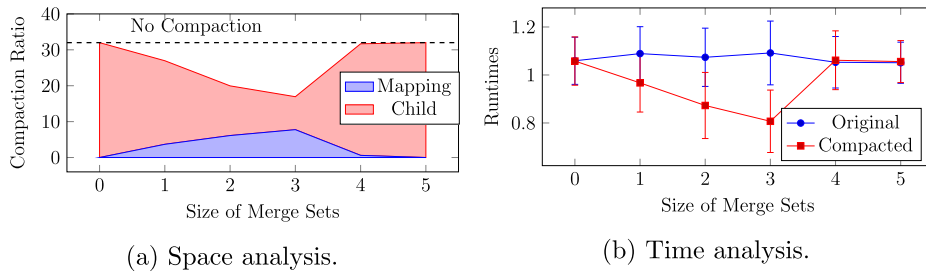 40
30
20
10
0
Compaction Ratio
No Compaction
Mapping
Child
0 1 2 3 4 5
Size of Merge Sets
(a) Space analysis.
1.2
1
0.8
Runtimes
Original
Compacted
0 1 2 3 4 5
Size of Merge Sets
(b) Time analysis.